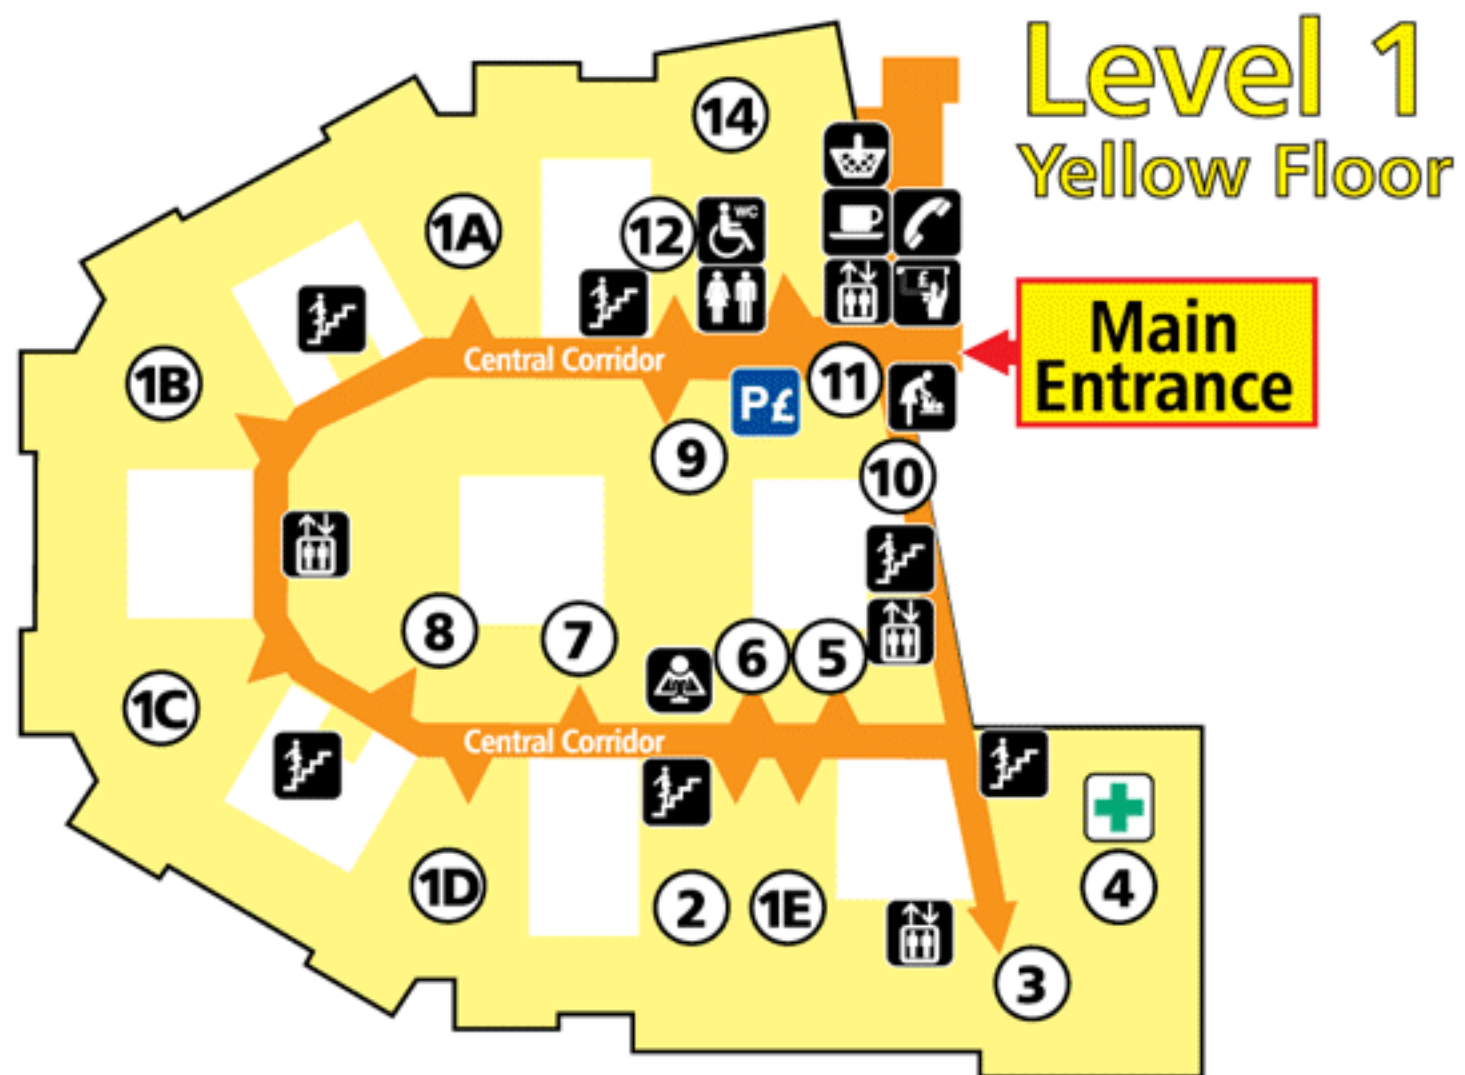 Level 1
Yellow Floor
14
1A
12
WC
£
Central Corridor
Main
Entrance
1B
P£
11
9
10
8
7
6
5
1C
Central Corridor
1D
2
1E
4
3